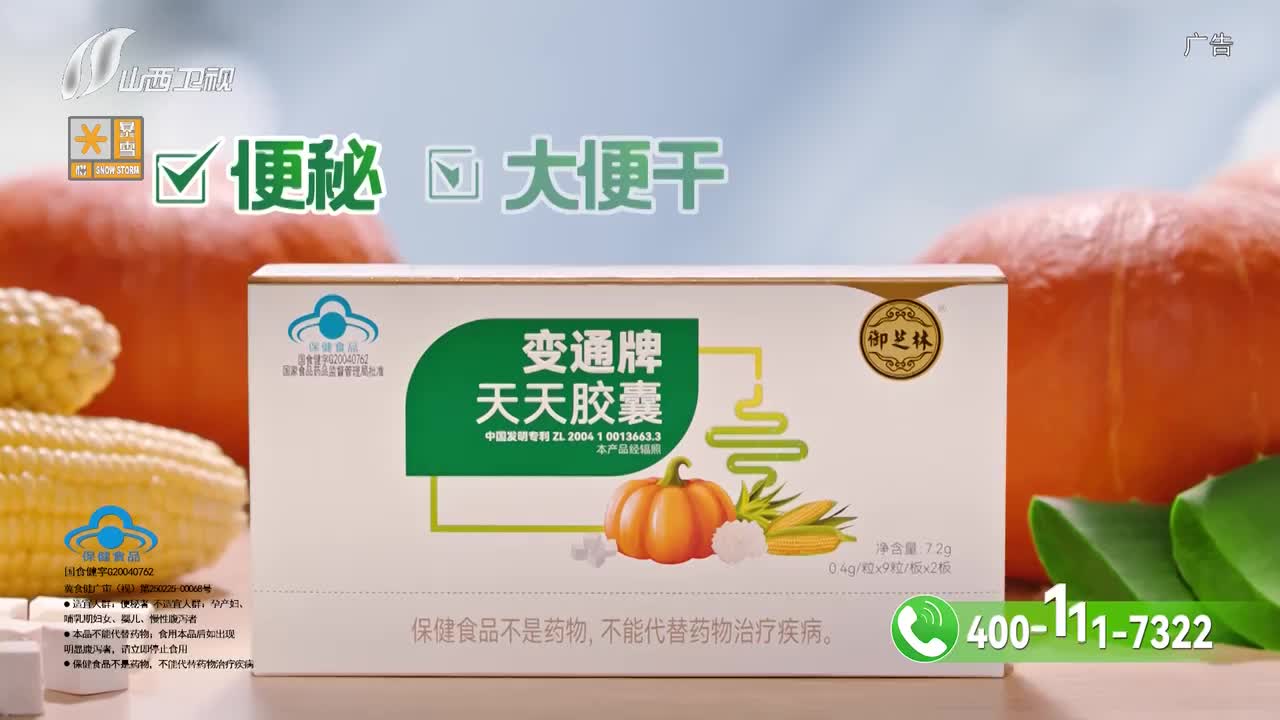 山西卫视
广告
暴雪
橙 SNOW STORM
便秘 大便干
保健食品
国食健字G20040762
国家食品药品监督管理局批准
变通牌
天天胶囊
中国发明专利 ZL 2004 1 0013663.3
本产品经辐照
御芝林
净含量:7.2g
0.4g/粒x9粒/板x2板
保健食品不是药物,不能代替药物治疗疾病。
保健食品
国食健字G20040762
冀食健广审(视)第250225-00068号
●适宜人群:便秘者 不适宜人群:孕产妇、
哺乳期妇女、婴儿、慢性腹泻者
●本品不能代替药物;食用本品后如出现
明显腹泻者,请立即停止食用
●保健食品不是药物,不能代替药物治疗疾病
400-111-7322